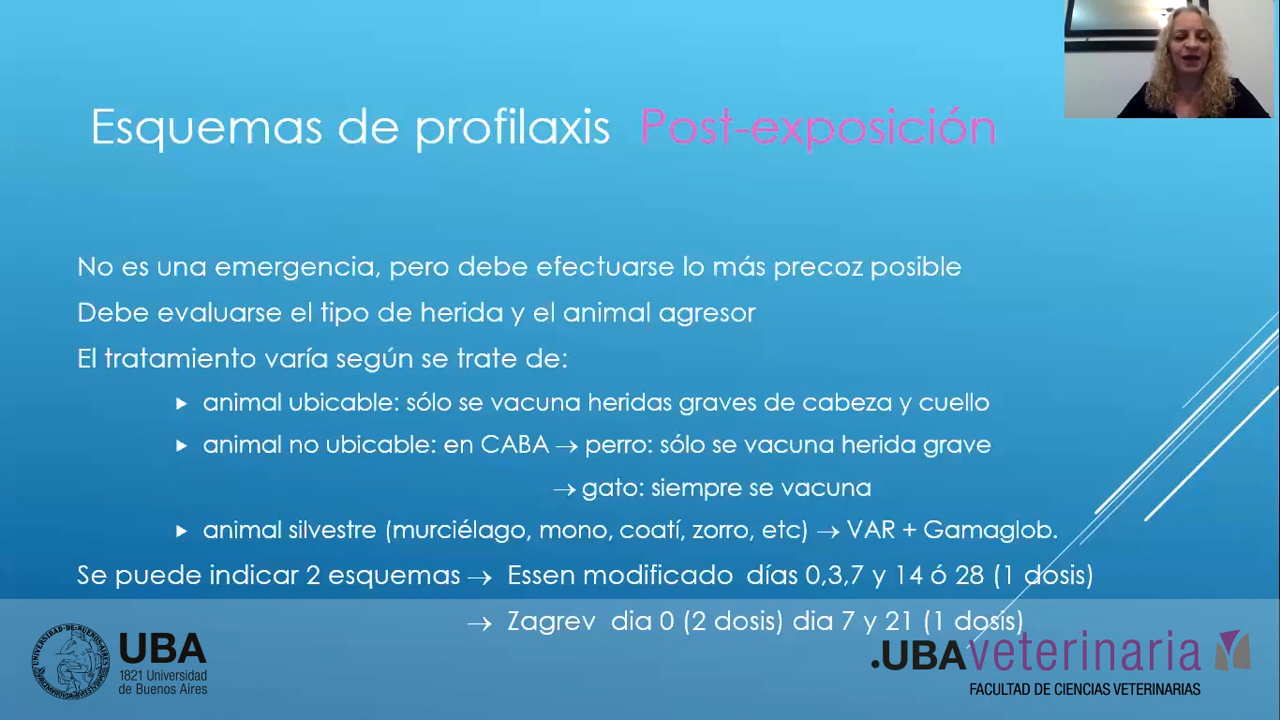 Esquemas de profilaxis Post-exposición
No es una emergencia, pero debe efectuarse lo más precoz posible
Debe evaluarse el tipo de herida y el animal agresor
El tratamiento varía según se trate de:
animal ubicable: sólo se vacuna heridas graves de cabeza y cuello
animal no ubicable: en CABA → perro: sólo se vacuna herida grave
→ gato: siempre se vacuna
animal silvestre (murciélago, mono, coatí, zorro, etc) → VAR + Gamaglob.
Se puede indicar 2 esquemas → Essen modificado días 0,3,7 y 14 ó 28 (1 dosis)
→ Zagrev dia 0 (2 dosis) dia 7 y 21 (1 dosis)
UBA
1821 Universidad
de Buenos Aires
.UBAveterinaria
FACULTAD DE CIENCIAS VETERINARIAS